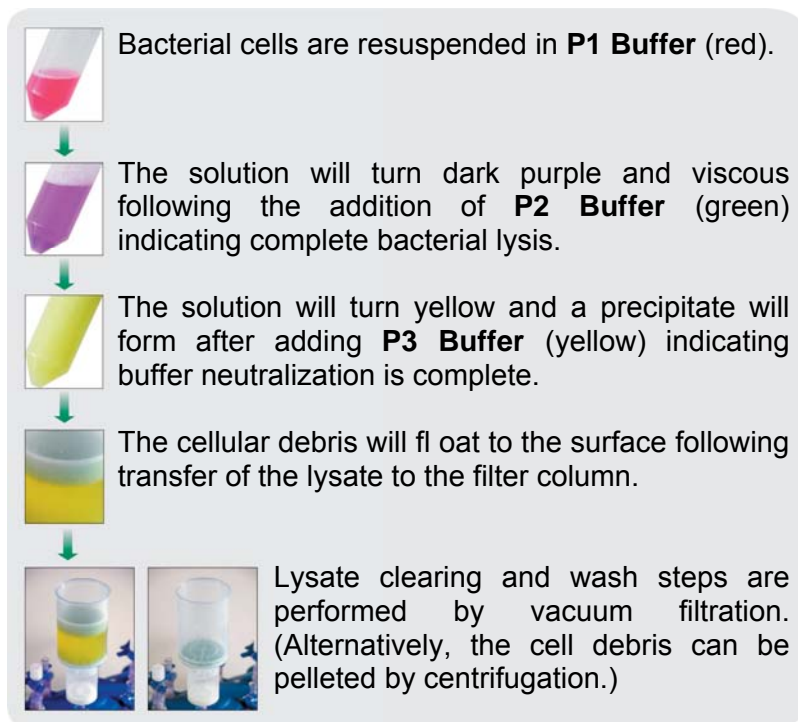 Bacterial cells are resuspended in P1 Buffer (red).
The solution will turn dark purple and viscous
following the addition of P2 Buffer (green)
indicating complete bacterial lysis.
The solution will turn yellow and a precipitate will
form after adding P3 Buffer (yellow) indicating
buffer neutralization is complete.
The cellular debris will fl oat to the surface following
transfer of the lysate to the filter column.
Lysate clearing and wash steps are
performed by vacuum filtration.
(Alternatively, the cell debris can be
pelleted by centrifugation.)